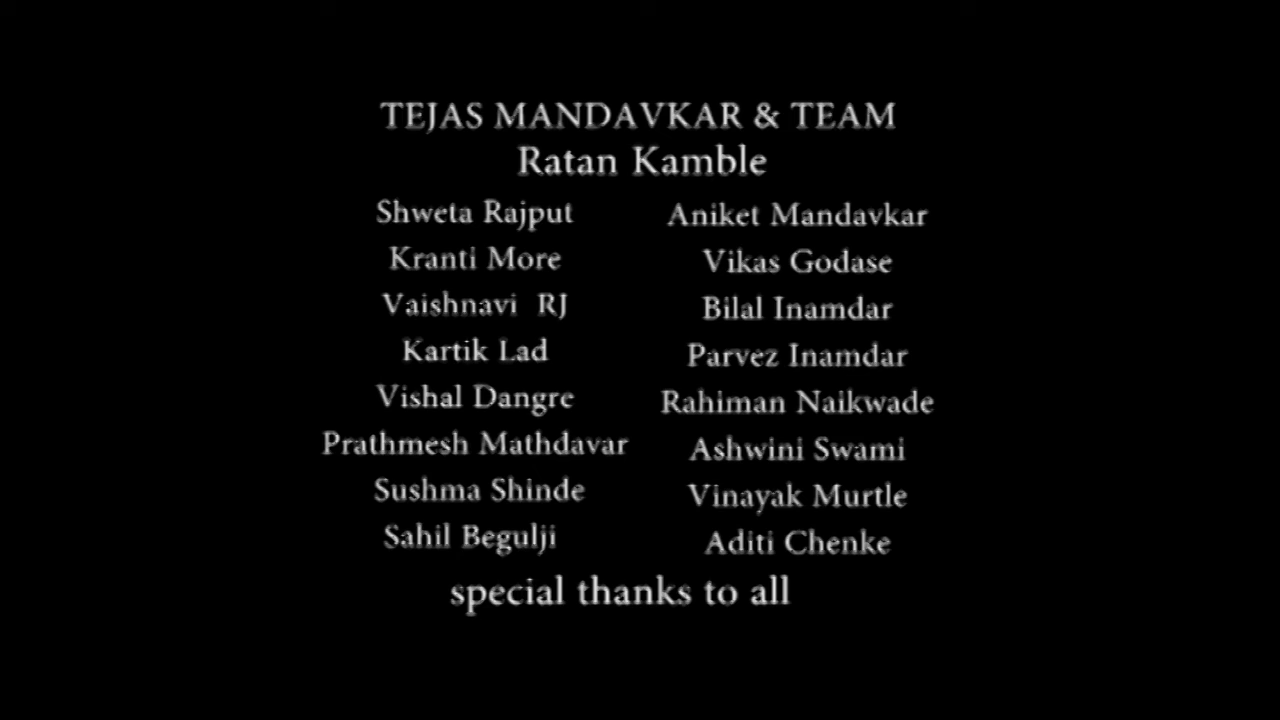 TEJAS MANDAVKAR & TEAM
Ratan Kamble
Shweta Rajput
Kranti More
Vaishnavi RJ
Kartik Lad
Vishal Dangre
Prathmesh Mathdavar
Sushma Shinde
Sahil Begulji
Aniket Mandavkar
Vikas Godase
Bilal Inamdar
Parvez Inamdar
Rahiman Naikwade
Ashwini Swami
Vinayak Murtle
Aditi Chenke
special thanks to all